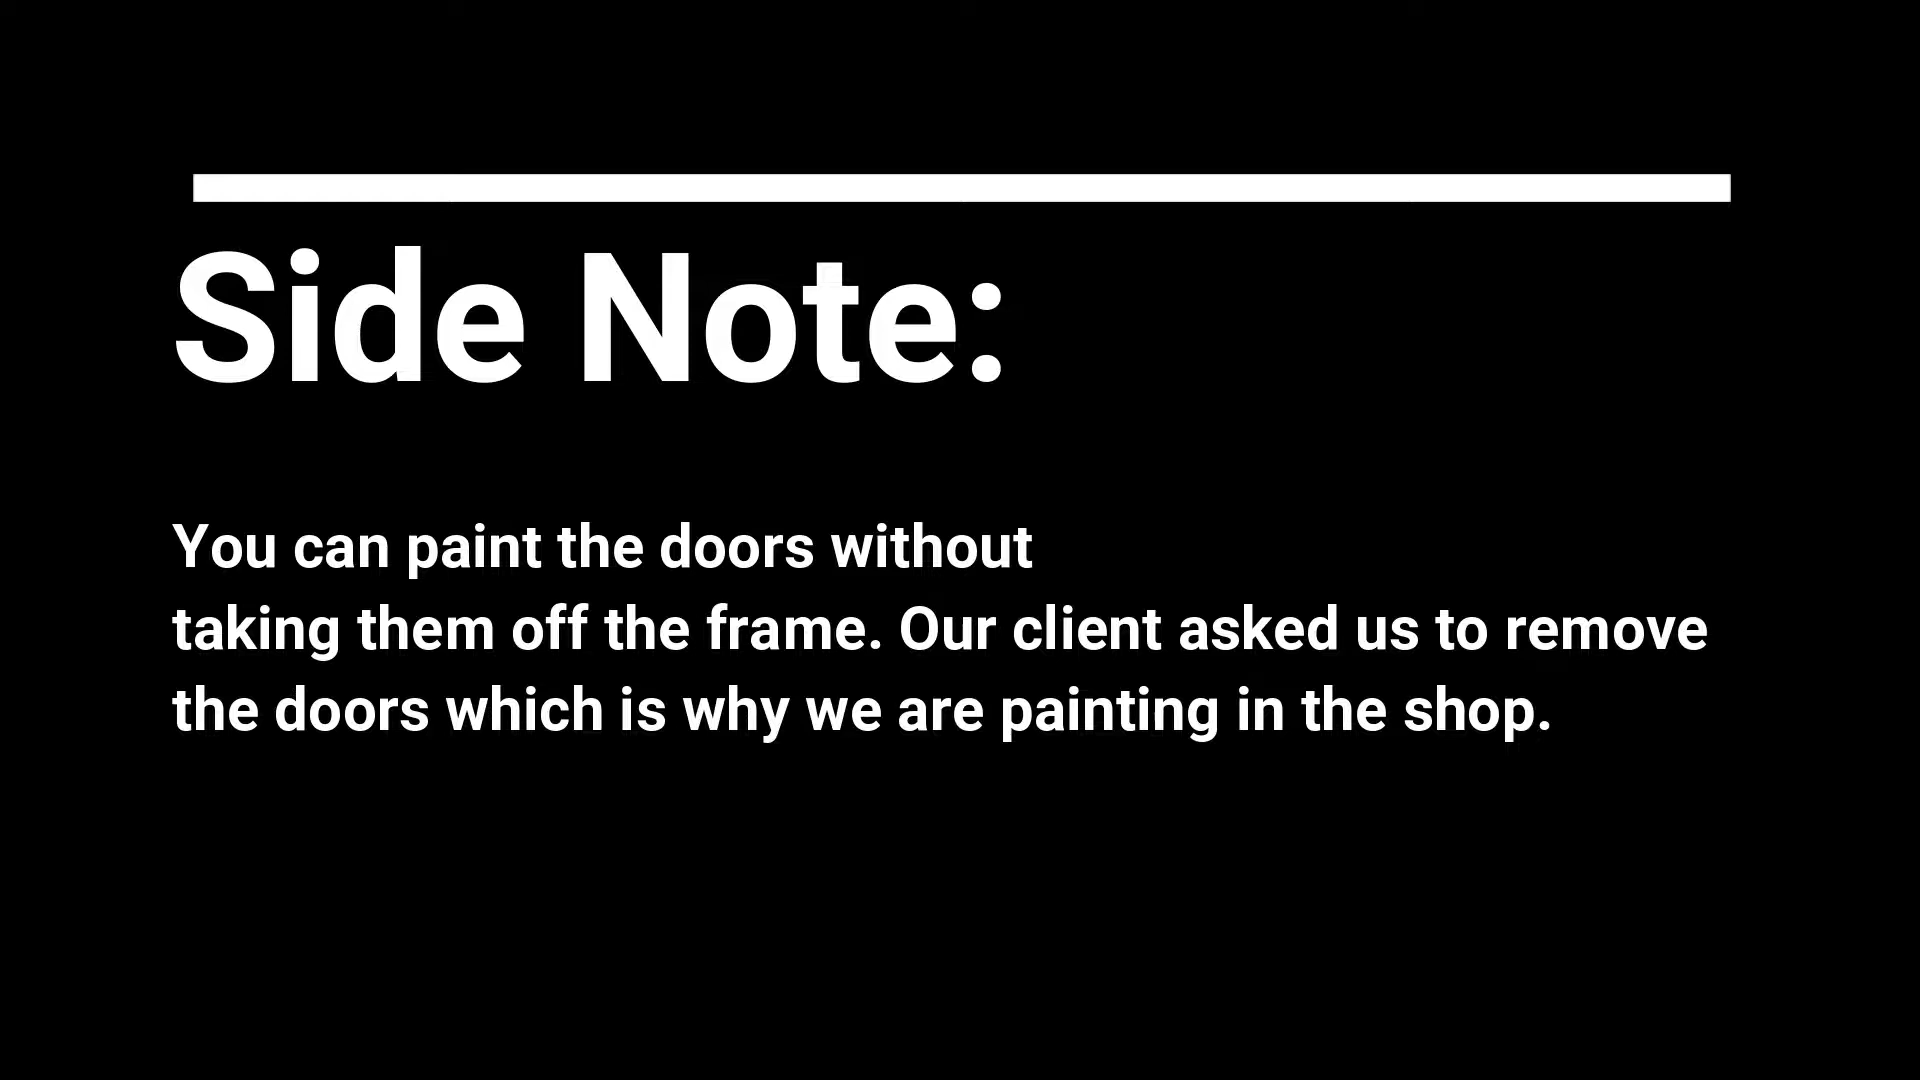 Side Note:
You can paint the doors without
taking them off the frame. Our client asked us to remove
the doors which is why we are painting in the shop.